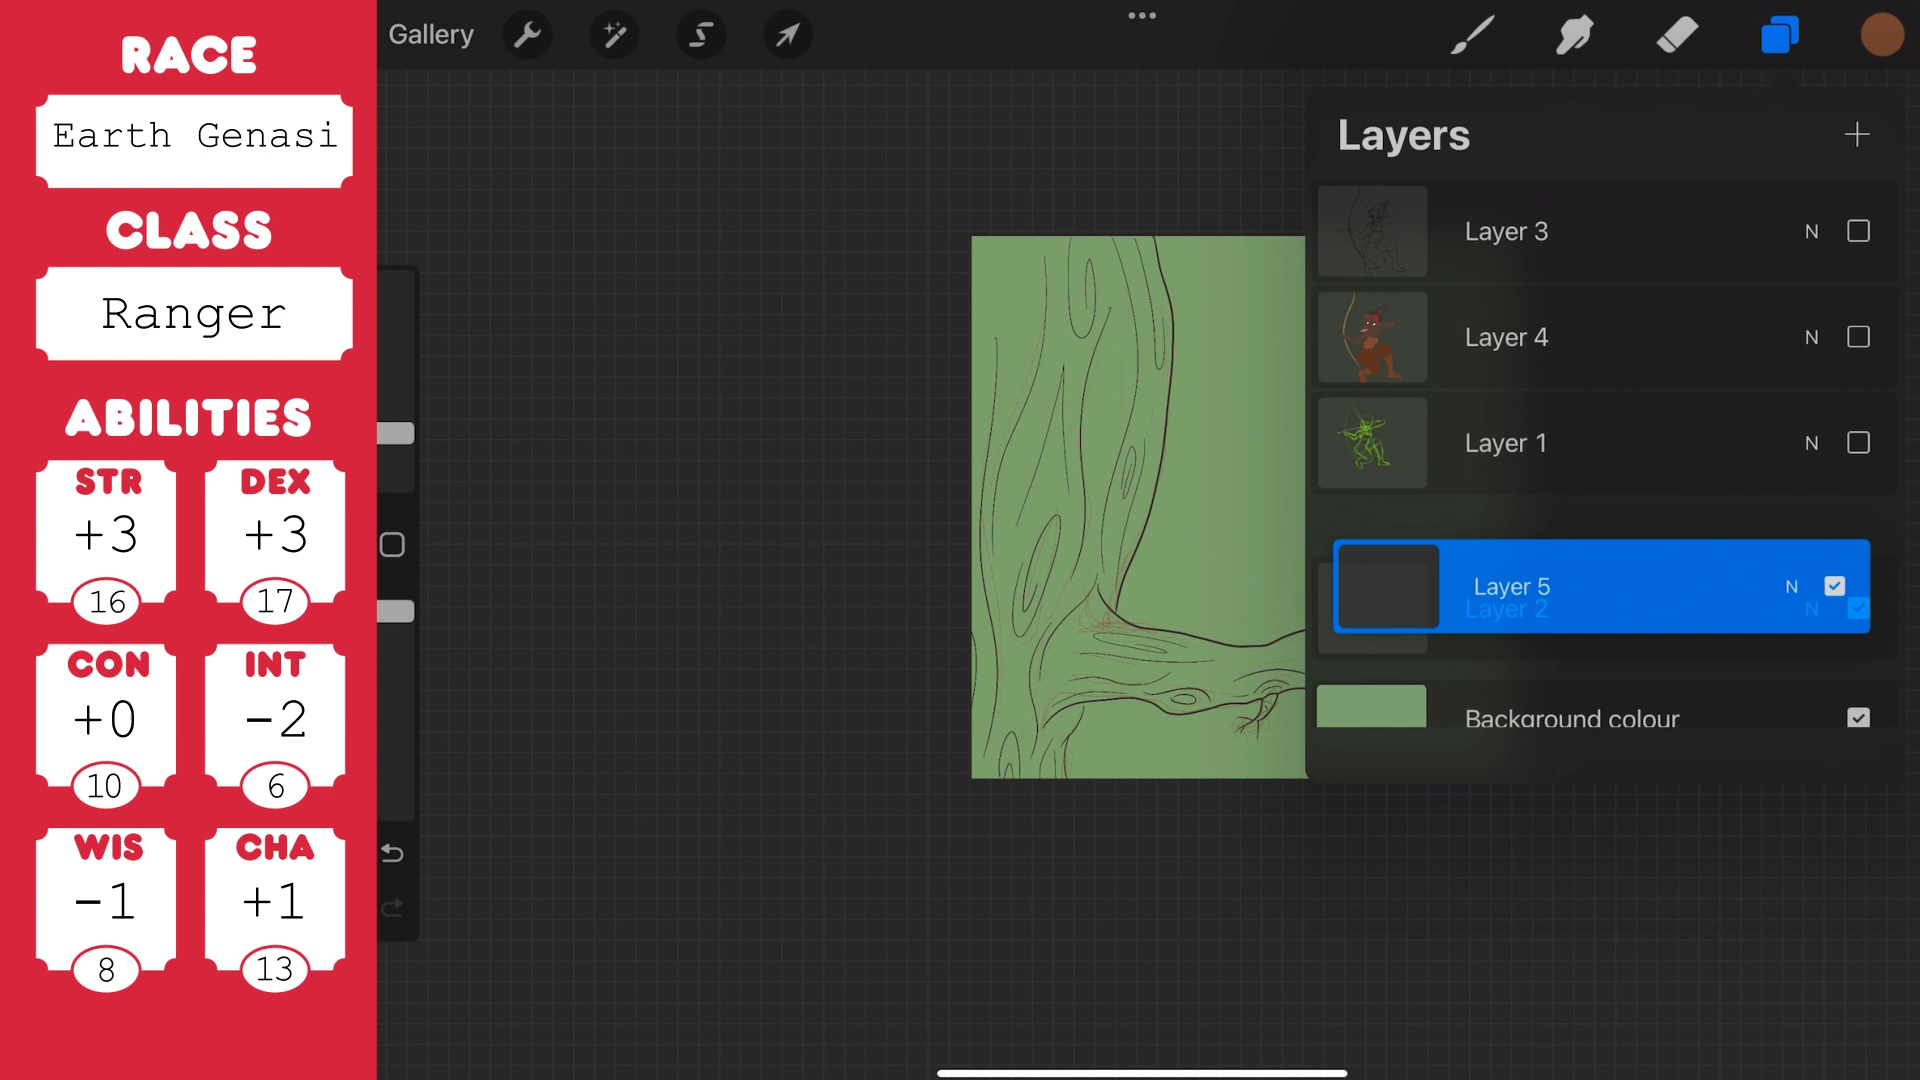 RACE
Earth Genasi
CLASS
Ranger
ABILITIES
STR
+3
16
DEX
+3
17
CON
+0
10
INT
-2
6
WIS
-1
8
CHA
+1
13
Gallery
Layers
Layer 3 N
Layer 4 N
Layer 1 N
Layer 5 N
Layer 2 N
Background colour